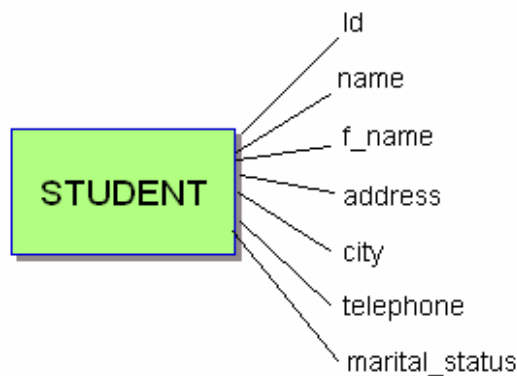 STUDENT
Id
name
f_name
address
city
telephone
marital_status